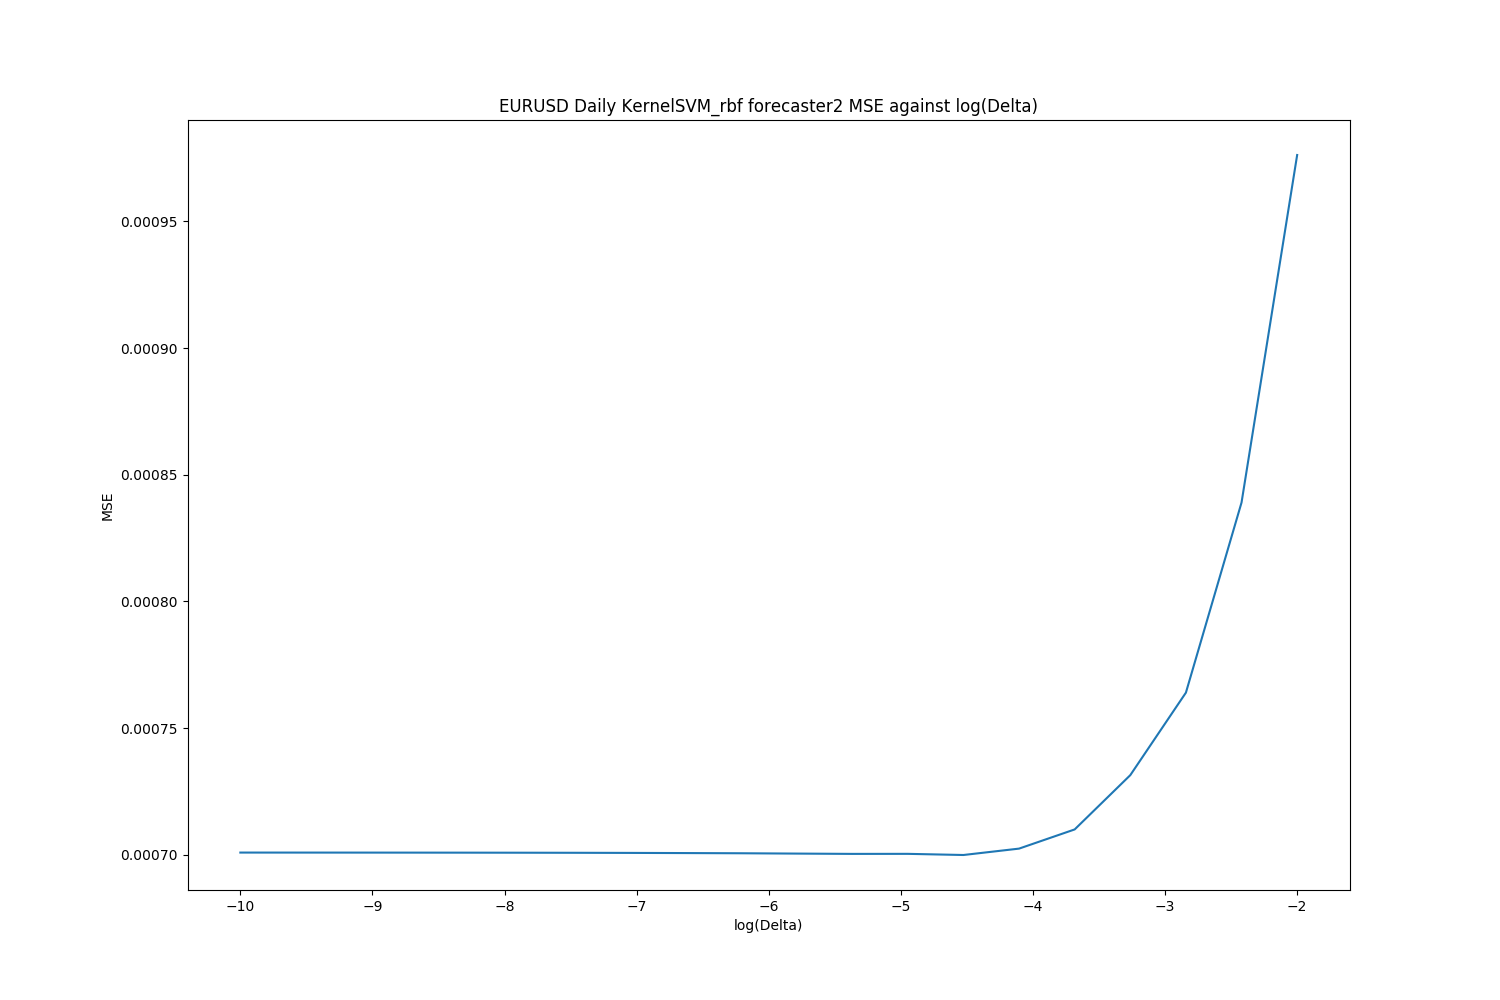 EURUSD Daily KernelSVM_rbf forecaster2 MSE against log(Delta)
0.00095
0.00090
0.00085
MSE
0.00080
0.00075
0.00070
−10 −9 −8 −7 −6 −5 −4 −3 −2
log(Delta)